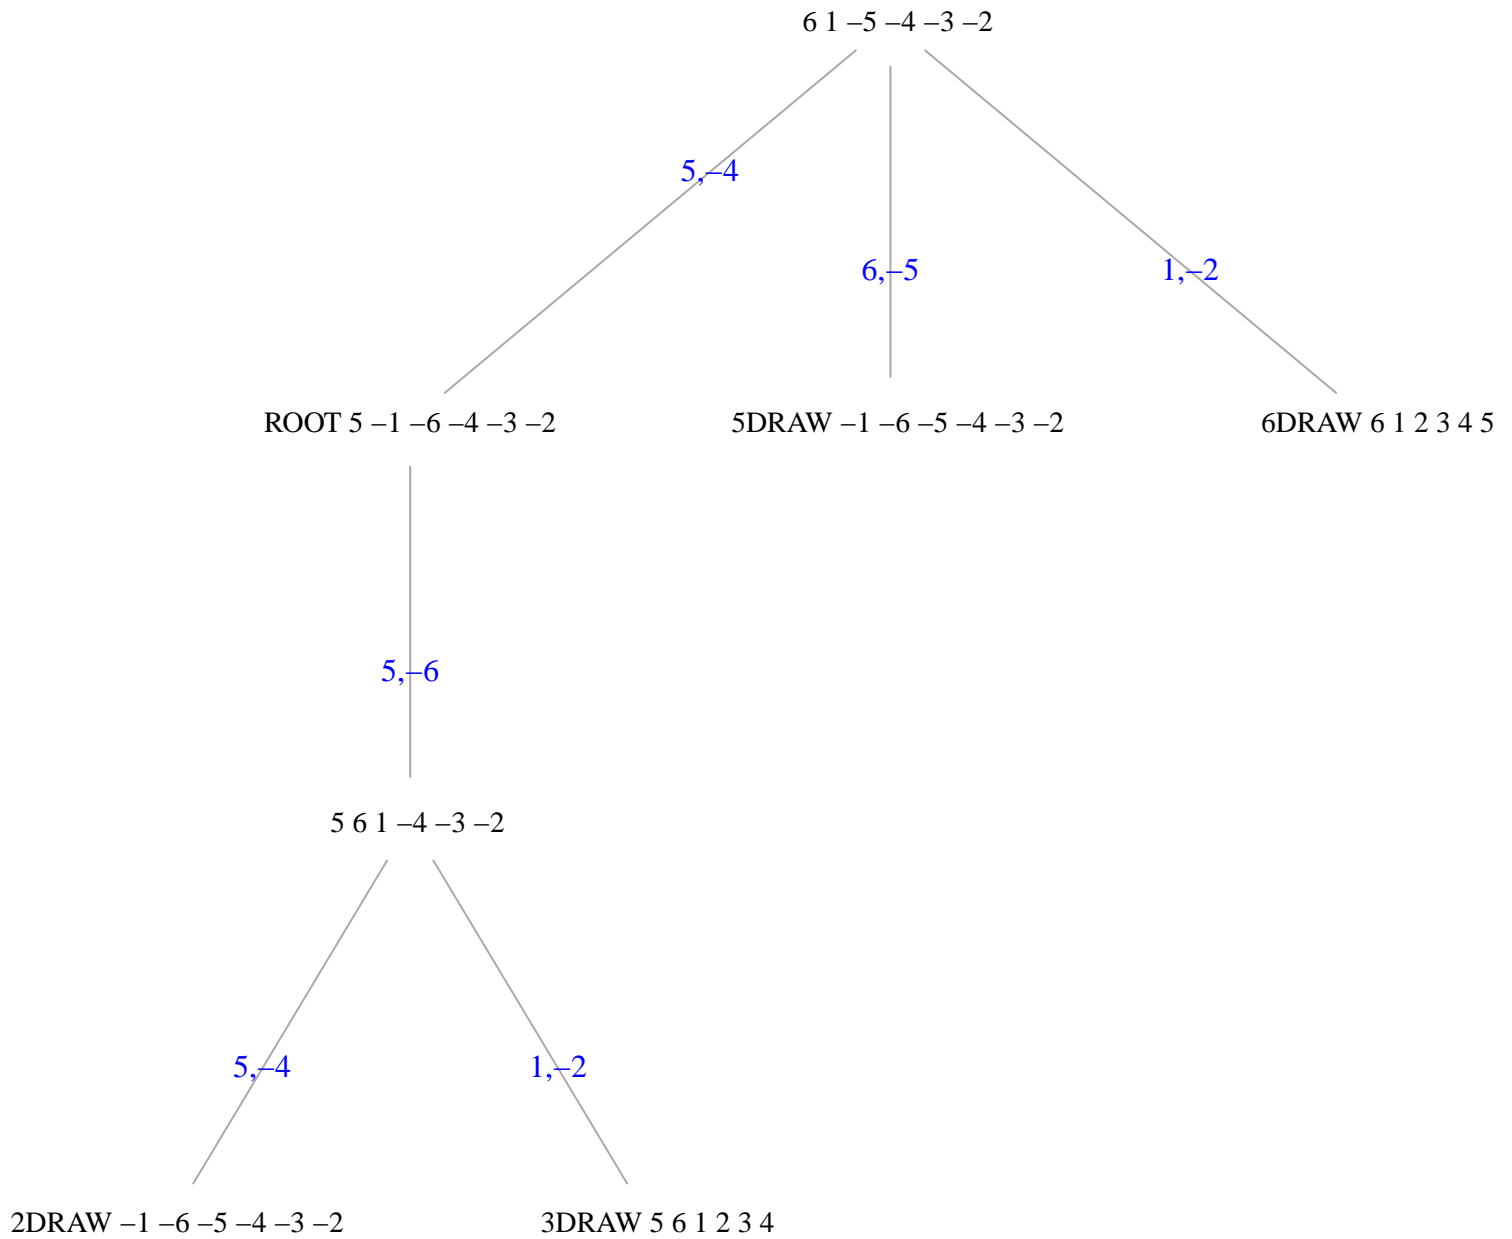 6 1 –5 –4 –3 –2
5,–4
6,–5
1,–2
ROOT 5 –1 –6 –4 –3 –2
5DRAW –1 –6 –5 –4 –3 –2
6DRAW 6 1 2 3 4 5
5,–6
5 6 1 –4 –3 –2
5,–4
1,–2
2DRAW –1 –6 –5 –4 –3 –2
3DRAW 5 6 1 2 3 4